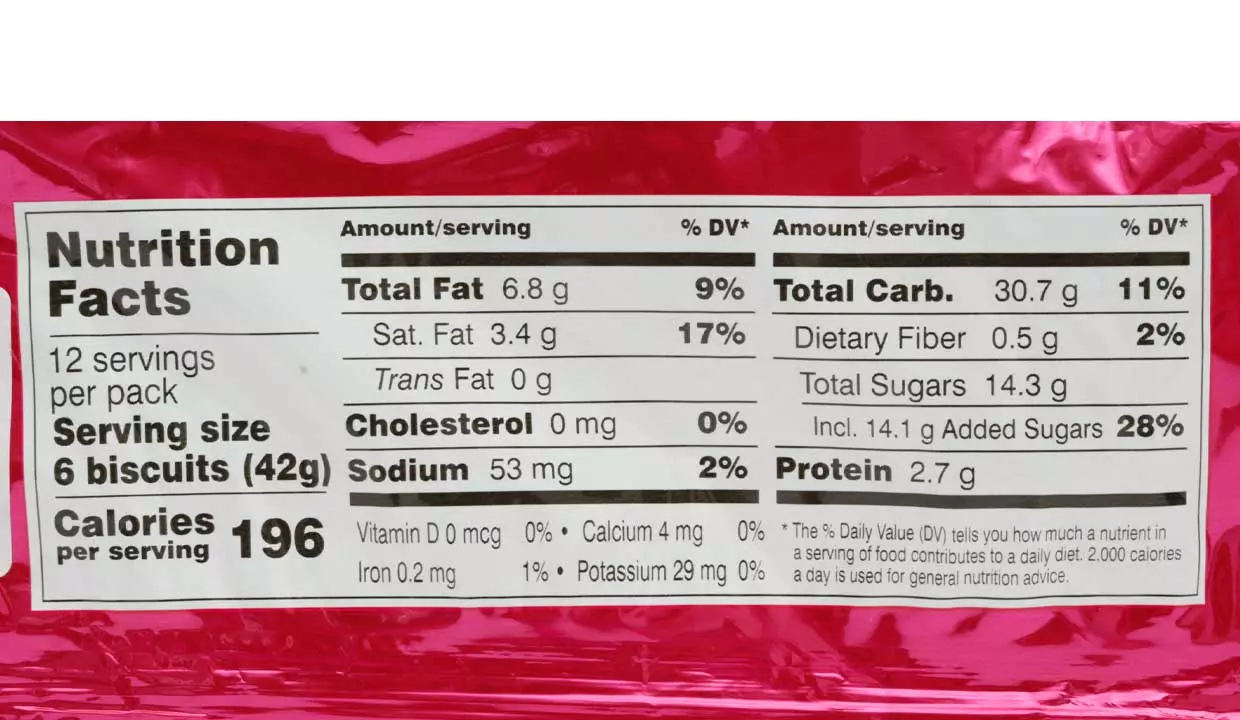 Nutrition
Facts
12 servings
per pack
Serving size
6 biscuits (42g)
Calories
per serving 196
Amount/serving % DV*
Total Fat 6.8 g 9%
Sat. Fat 3.4 g 17%
Trans Fat 0 g
Cholesterol 0 mg 0%
Sodium 53 mg 2%
Amount/serving % DV*
Total Carb. 30.7 g 11%
Dietary Fiber 0.5 g 2%
Total Sugars 14.3 g
Incl. 14.1 g Added Sugars 28%
Protein 2.7 g
Vitamin D 0 mcg 0% • Calcium 4 mg 0%
Iron 0.2 mg 1% • Potassium 29 mg 0%
* The % Daily Value (DV) tells you how much a nutrient in
a serving of food contributes to a daily diet. 2.000 calories
a day is used for general nutrition advice.